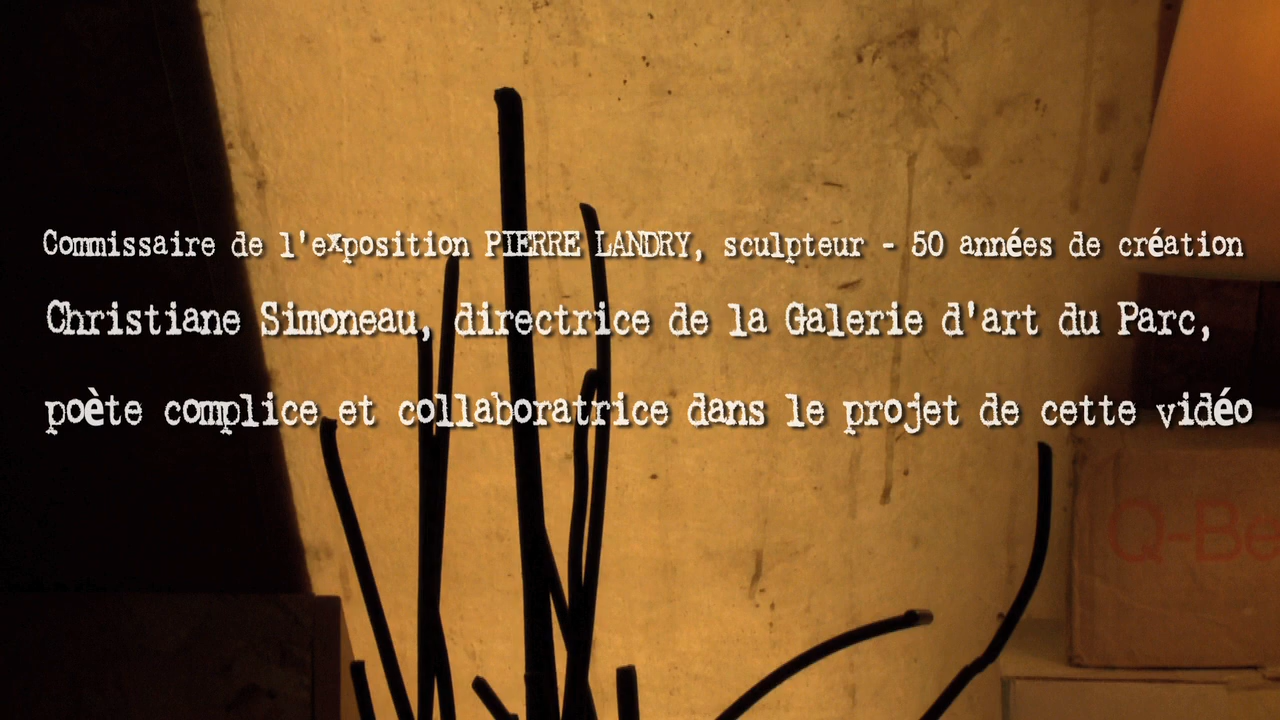 Commissaire de l'exposition PIERRE LANDRY, sculpteur - 50 années de création
Christiane Simoneau, directrice de la Galerie d'art du Parc,
poète complice et collaboratrice dans le projet de cette vidéo
Q-Be